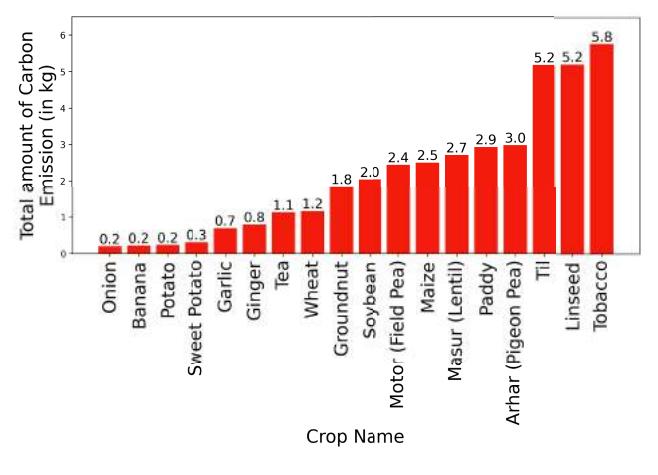 Total amount of Carbon
Emission (in kg)
6
5
4
3
2
1
0
0.2
0.2
0.2
0.3
0.7
0.8
1.1
1.2
1.8
2.0
2.4
2.5
2.7
2.9
3.0
5.2
5.2
5.8
Onion
Banana
Potato
Sweet Potato
Garlic
Ginger
Tea
Wheat
Groundnut
Soybean
Motor (Field Pea)
Maize
Masur (Lentil)
Paddy
Arhar (Pigeon Pea)
Til
Linseed
Tobacco
Crop Name